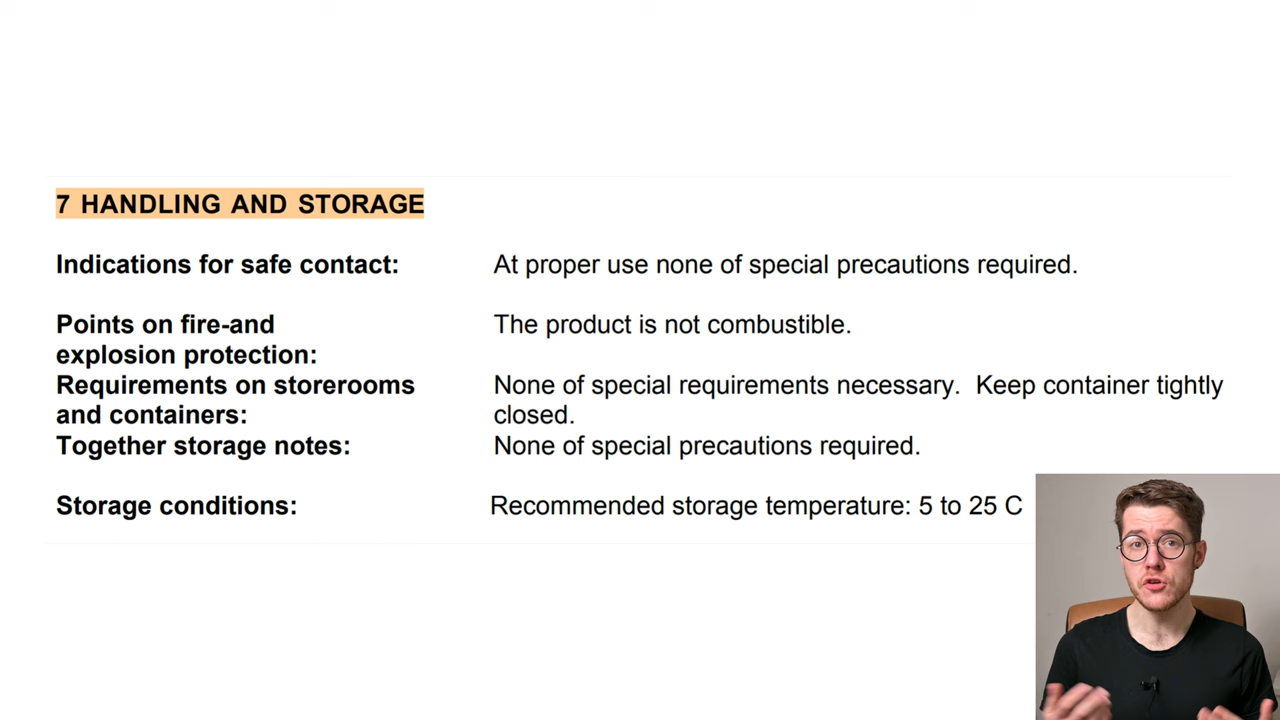 7 HANDLING AND STORAGE
Indications for safe contact: At proper use none of special precautions required.
Points on fire-and The product is not combustible.
explosion protection:
Requirements on storerooms None of special requirements necessary. Keep container tightly
and containers: closed.
Together storage notes: None of special precautions required.
Storage conditions: Recommended storage temperature: 5 to 25 C